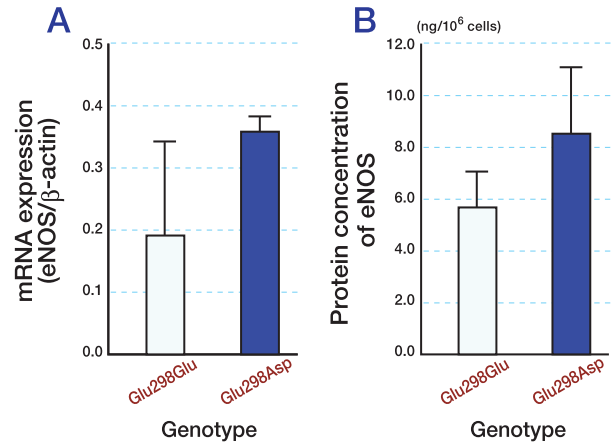 A
mRNA expression
(eNOS/β-actin)
0.5
0.4
0.3
0.2
0.1
0.0
Glu298Glu
Glu298Asp
Genotype
B
(ng/10⁶ cells)
Protein concentration
of eNOS
12.0
10.0
8.0
6.0
4.0
2.0
0.0
Glu298Glu
Glu298Asp
Genotype